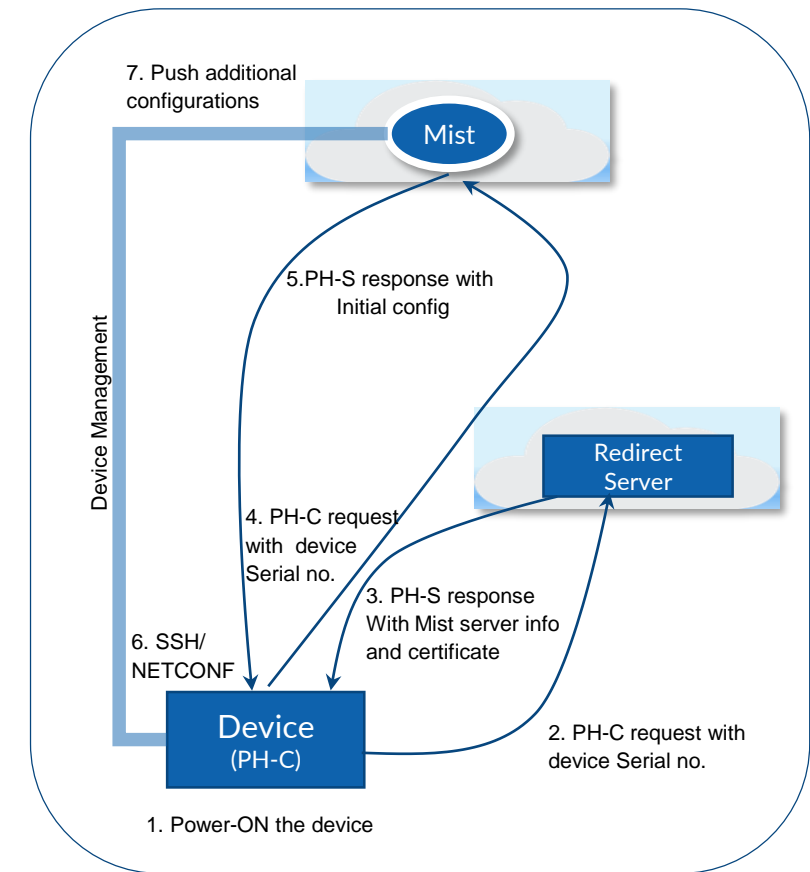 7. Push additional
configurations
Mist
5.PH-S response with
Initial config
Device Management
Redirect
Server
4. PH-C request
with device
Serial no.
3. PH-S response
With Mist server info
and certificate
6. SSH/
NETCONF
Device
(PH-C)
2. PH-C request with
device Serial no.
1. Power-ON the device